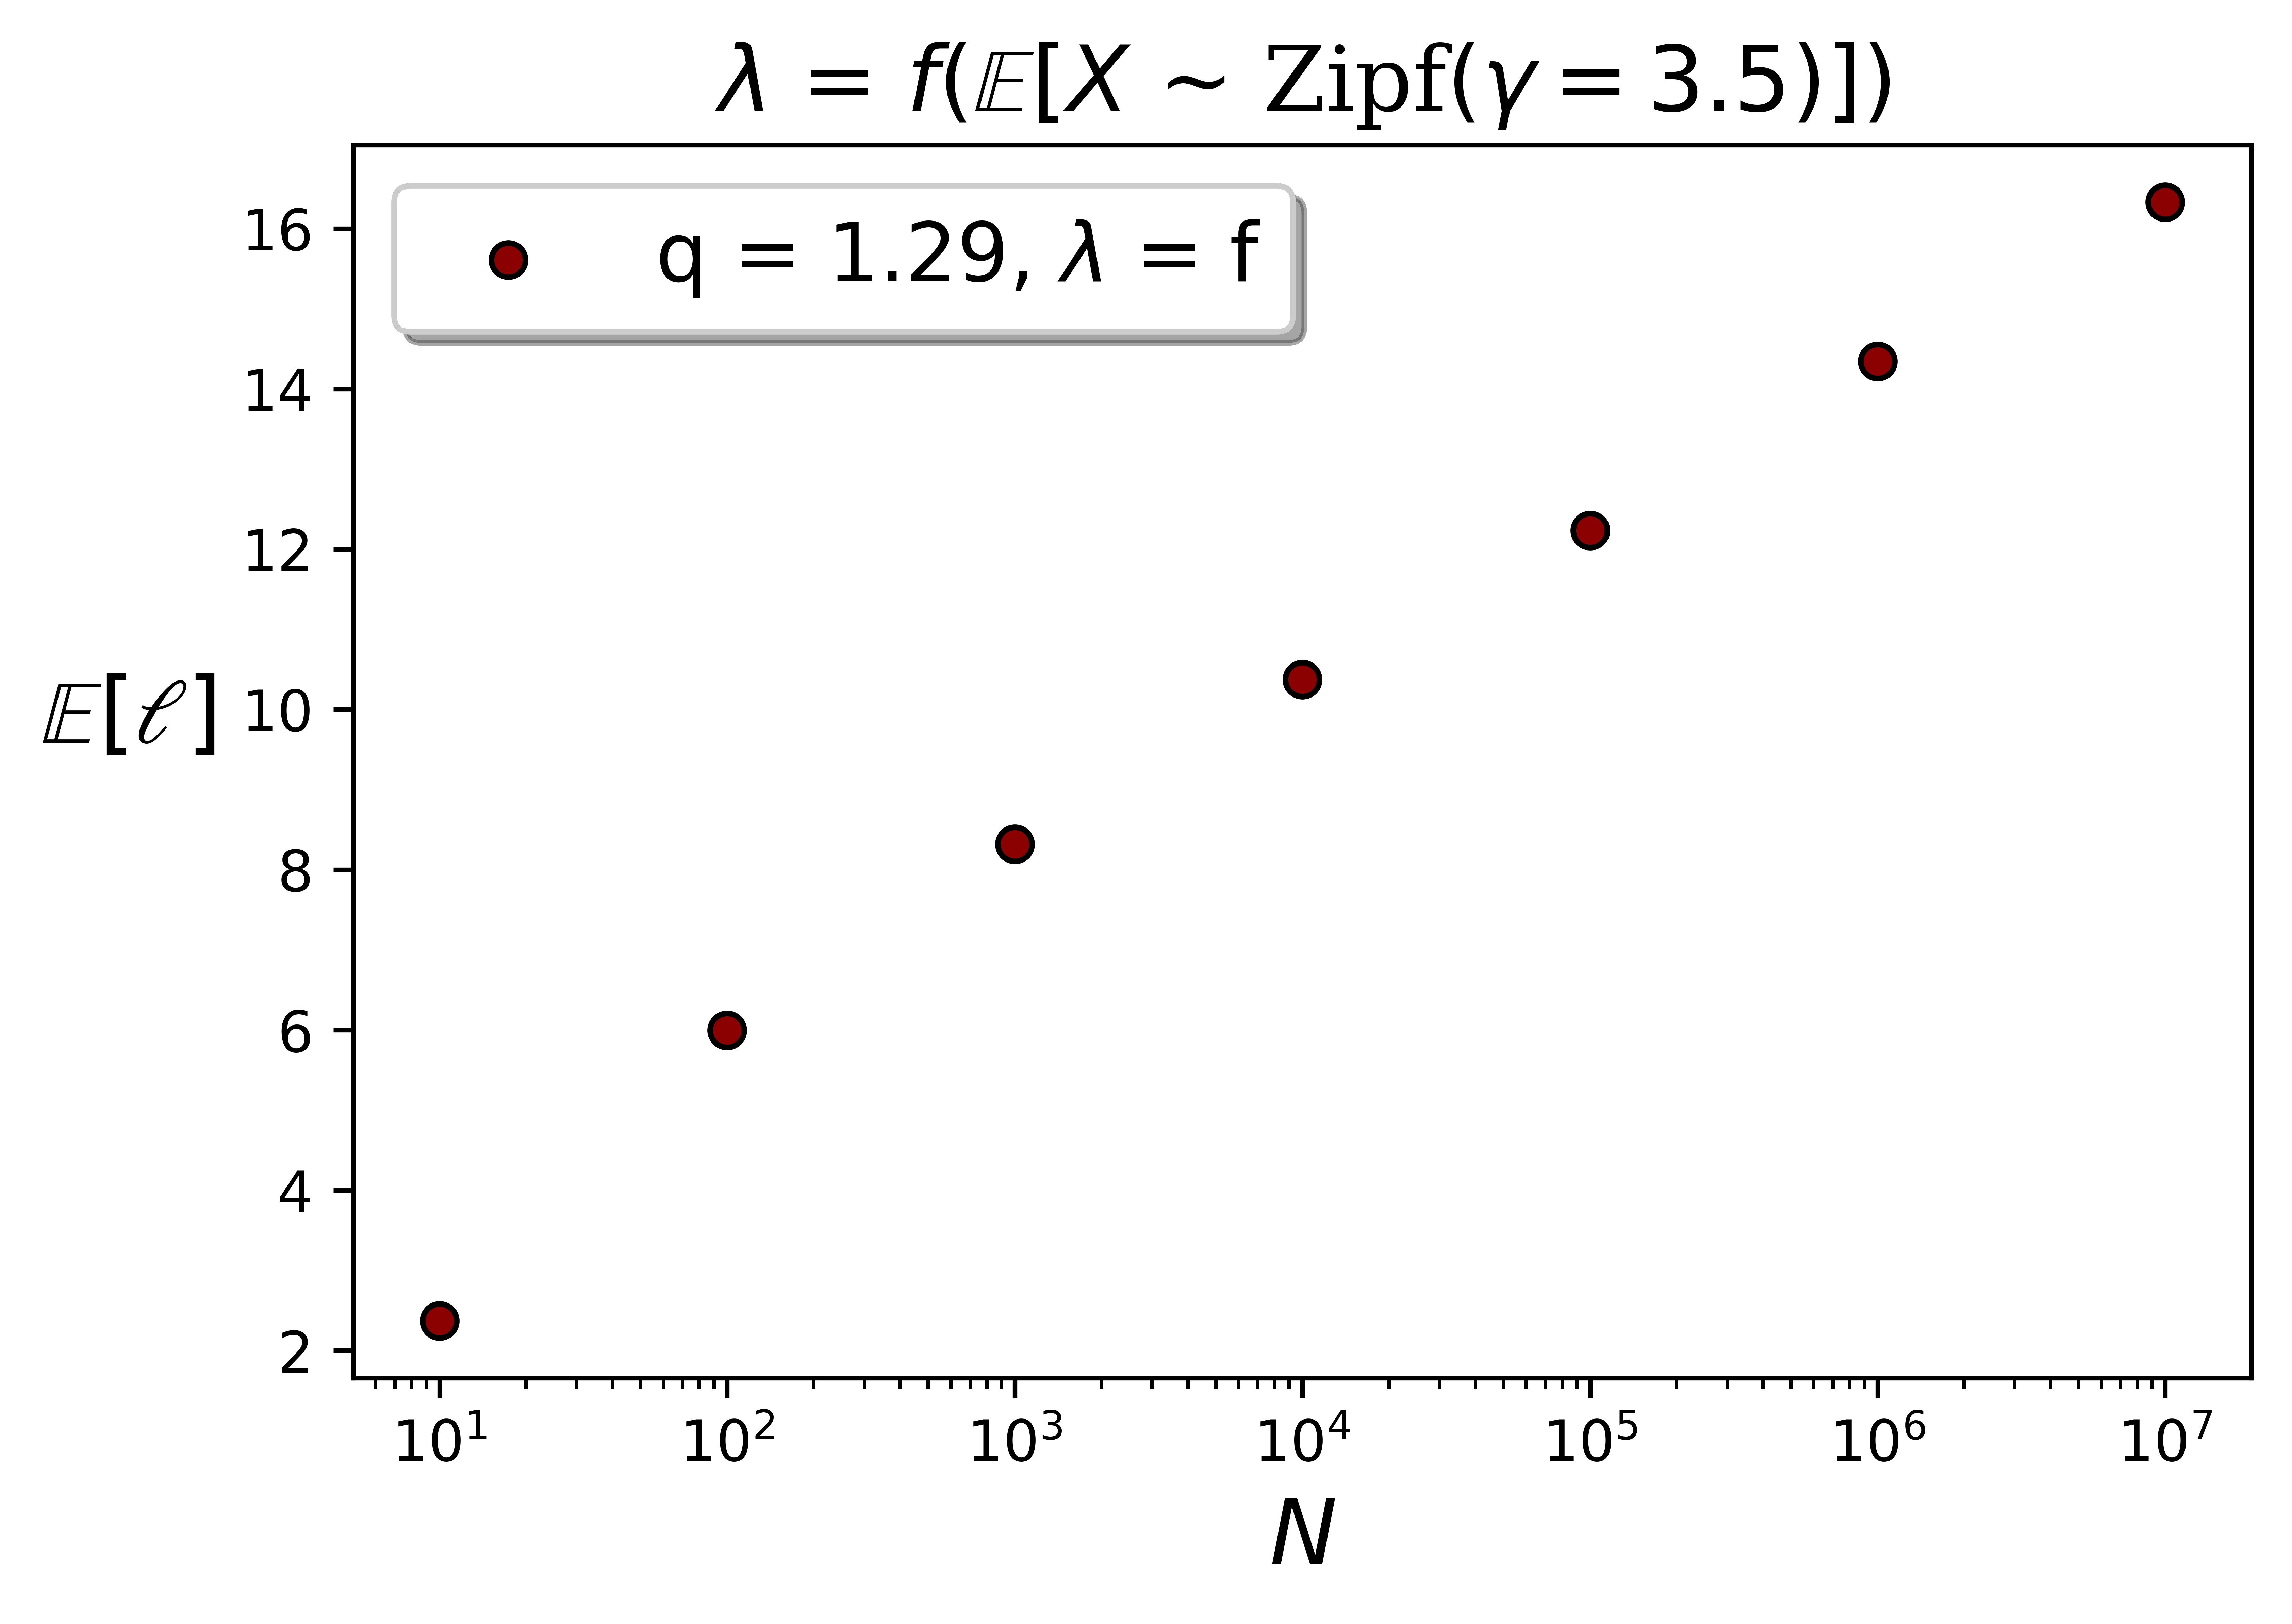 λ = f(𝔼[X ~ Zipf(γ = 3.5)])
q = 1.29, λ = f
16
14
12
10
8
6
4
2
𝔼[ℓ]
10¹ 10² 10³ 10⁴ 10⁵ 10⁶ 10⁷
N